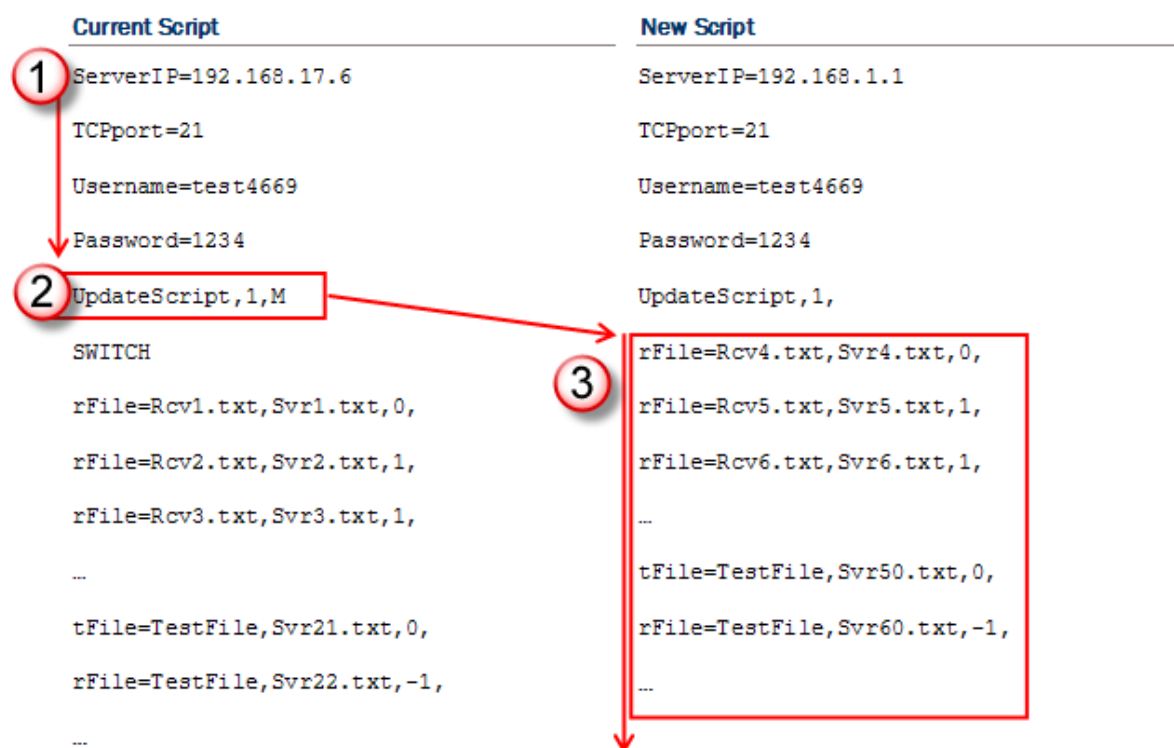 Current Script
1
ServerIP=192.168.17.6
TCPport=21
Username=test4669
Password=1234
2
UpdateScript,1,M
SWITCH
rFile=Rcv1.txt,Svr1.txt,0,
rFile=Rcv2.txt,Svr2.txt,1,
rFile=Rcv3.txt,Svr3.txt,1,
…
tFile=TestFile,Svr21.txt,0,
rFile=TestFile,Svr22.txt,-1,
…
New Script
ServerIP=192.168.1.1
TCPport=21
Username=test4669
Password=1234
UpdateScript,1,
3
rFile=Rcv4.txt,Svr4.txt,0,
rFile=Rcv5.txt,Svr5.txt,1,
rFile=Rcv6.txt,Svr6.txt,1,
…
tFile=TestFile,Svr50.txt,0,
rFile=TestFile,Svr60.txt,-1,
…